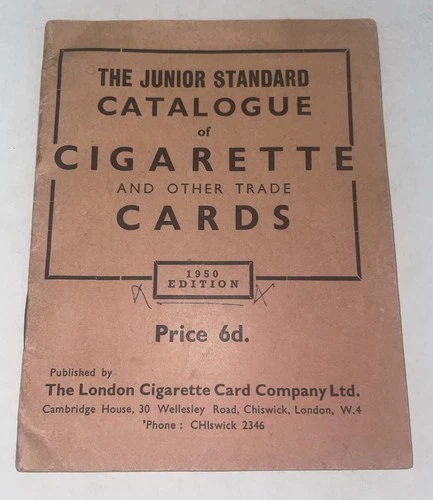 THE JUNIOR STANDARD
CATALOGUE
of
CIGARETTE
AND OTHER TRADE
CARDS
1950
EDITION
Price 6d.
Published by
The London Cigarette Card Company Ltd.
Cambridge House, 30 Wellesley Road, Chiswick, London, W.4
'Phone : CHIswick 2346